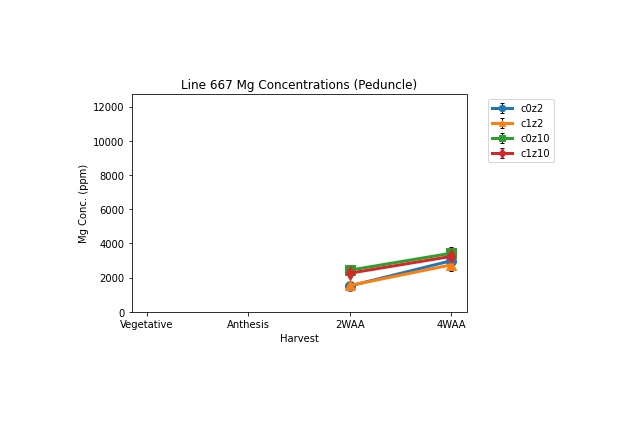 Line 667 Mg Concentrations (Peduncle)
12000
10000
8000
6000
4000
2000
0
Mg Conc. (ppm)
Vegetative Anthesis 2WAA 4WAA
Harvest
c0z2
c1z2
c0z10
c1z10